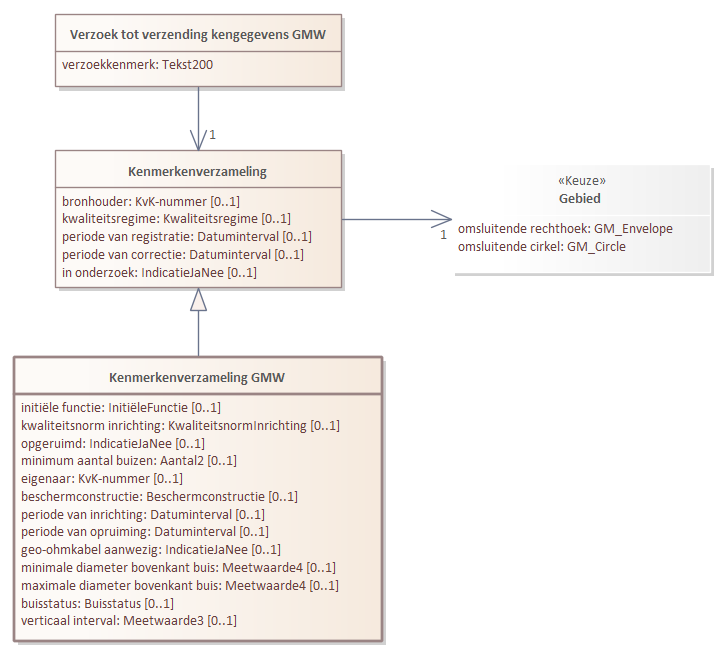 Verzoek tot verzending kengegevens GMW
verzoekkenmerk: Tekst200
1
Kenmerkenverzameling
bronhouder: KvK-nummer [0..1]
kwaliteitsregime: Kwaliteitsregime [0..1]
periode van registratie: Datuminterval [0..1]
periode van correctie: Datuminterval [0..1]
in onderzoek: IndicatieJaNee [0..1]
1
«Keuze»
Gebied
omsluitende rechthoek: GM_Envelope
omsluitende cirkel: GM_Circle
Kenmerkenverzameling GMW
initiële functie: InitiëleFunctie [0..1]
kwaliteitsnorm inrichting: KwaliteitsnormInrichting [0..1]
opgeruimd: IndicatieJaNee [0..1]
minimum aantal buizen: Aantal2 [0..1]
eigenaar: KvK-nummer [0..1]
beschermconstructie: Beschermconstructie [0..1]
periode van inrichting: Datuminterval [0..1]
periode van opruiming: Datuminterval [0..1]
geo-ohmkabel aanwezig: IndicatieJaNee [0..1]
minimale diameter bovenkant buis: Meetwaarde4 [0..1]
maximale diameter bovenkant buis: Meetwaarde4 [0..1]
buisstatus: Buisstatus [0..1]
verticaal interval: Meetwaarde3 [0..1]